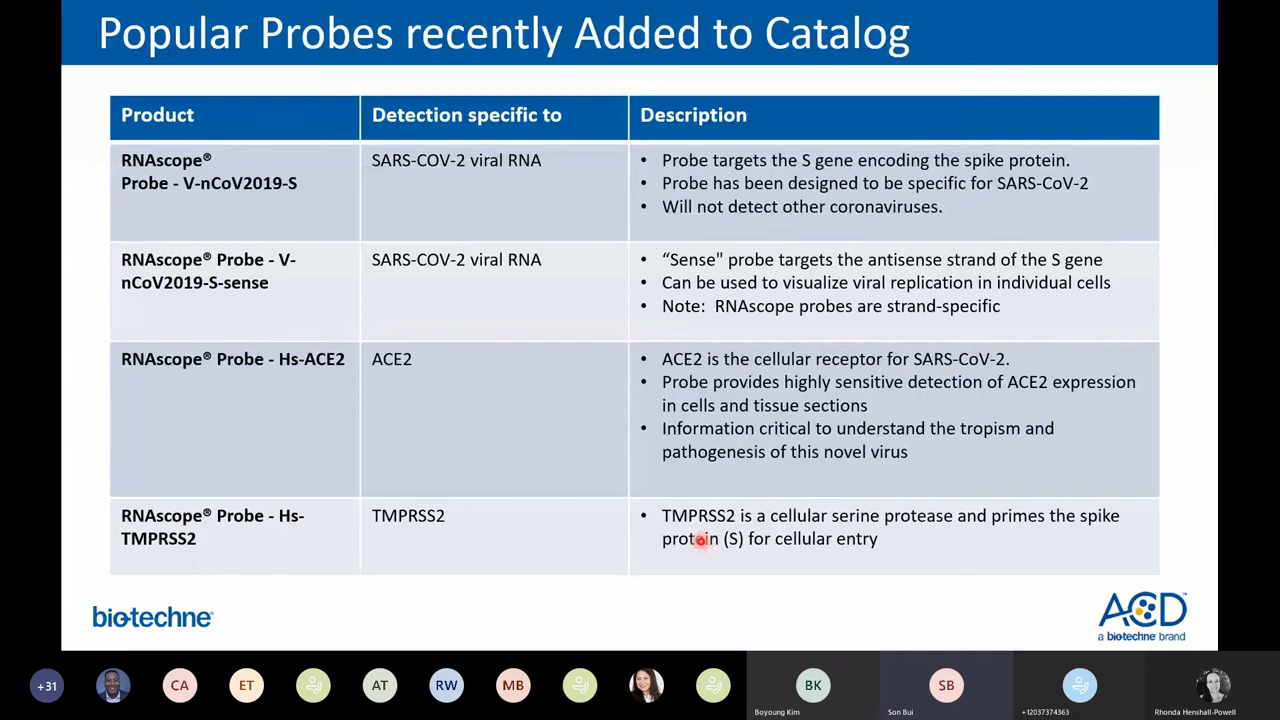 Popular Probes recently Added to Catalog
Product
Detection specific to
Description
RNAscope®
Probe - V-nCoV2019-S
SARS-COV-2 viral RNA
• Probe targets the S gene encoding the spike protein.
• Probe has been designed to be specific for SARS-CoV-2
• Will not detect other coronaviruses.
RNAscope® Probe - V-
nCoV2019-S-sense
SARS-COV-2 viral RNA
• “Sense" probe targets the antisense strand of the S gene
• Can be used to visualize viral replication in individual cells
• Note: RNAscope probes are strand-specific
RNAscope® Probe - Hs-ACE2
ACE2
• ACE2 is the cellular receptor for SARS-CoV-2.
• Probe provides highly sensitive detection of ACE2 expression
in cells and tissue sections
• Information critical to understand the tropism and
pathogenesis of this novel virus
RNAscope® Probe - Hs-
TMPRSS2
TMPRSS2
• TMPRSS2 is a cellular serine protease and primes the spike
protein (S) for cellular entry
bio-techne®
ACD™
a biotechne brand
+31
CA
ET
AT
RW
MB
BK
SB
Boyoung Kim
Son Bui
+12037374363
Rhonda Henshall-Powell